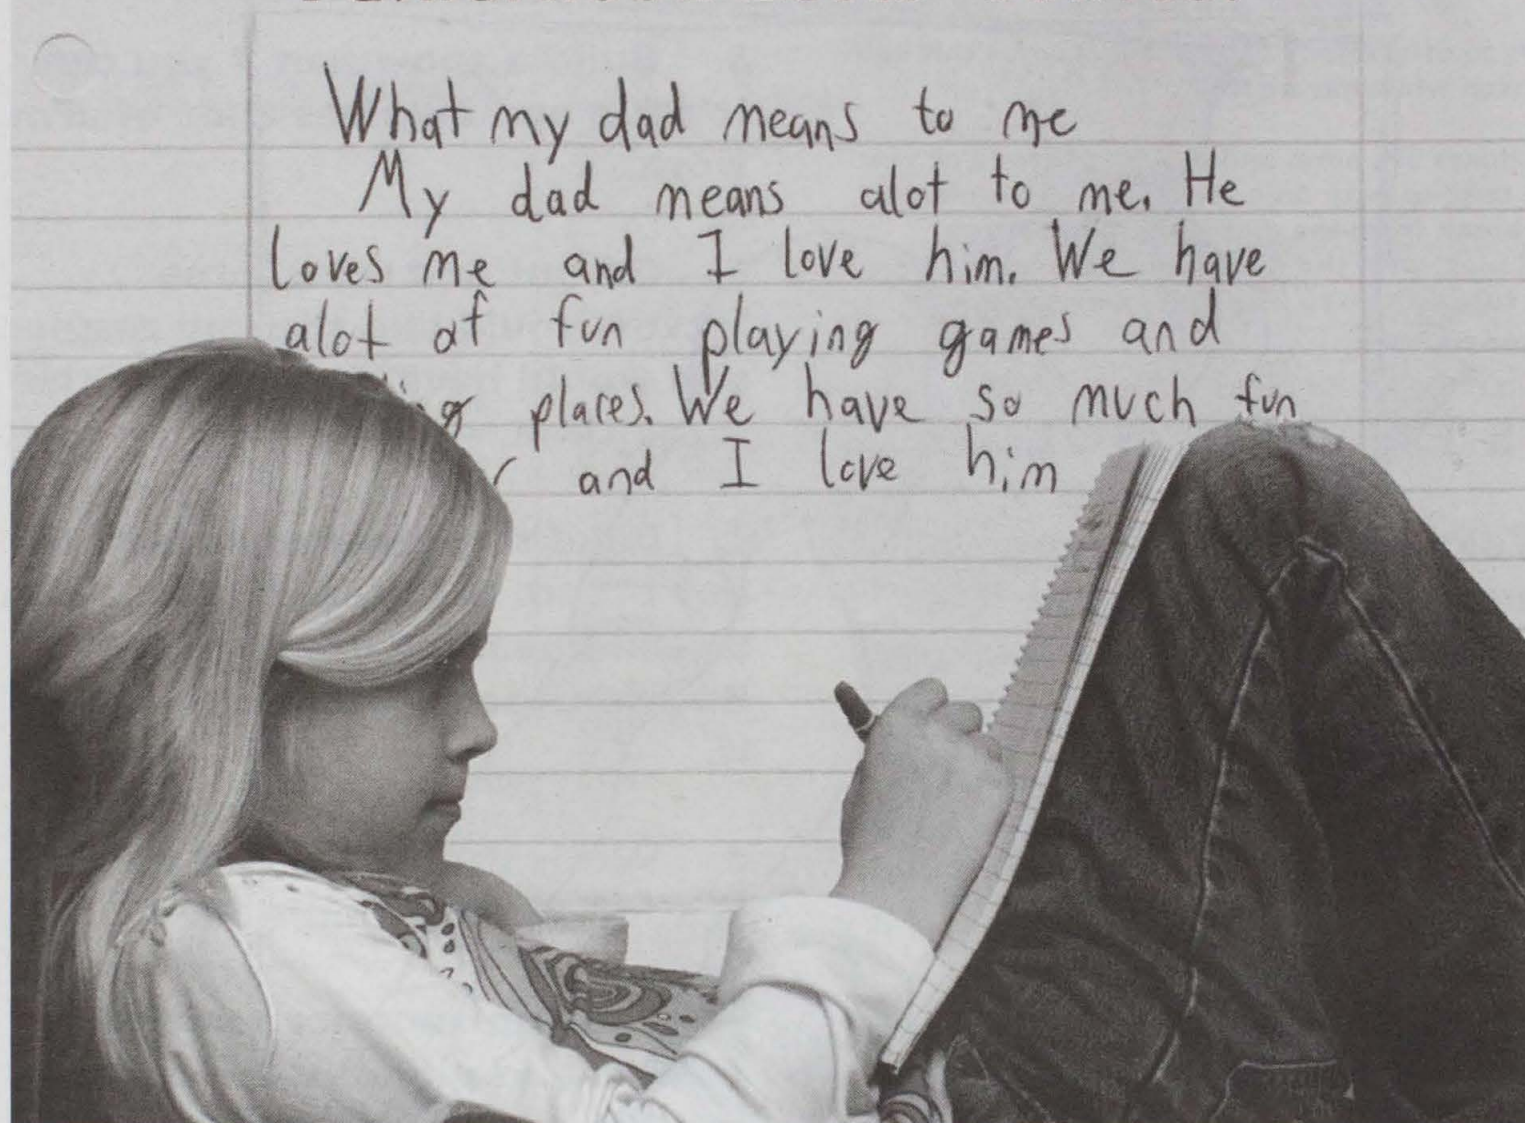 What my dad means to me
My dad means alot to me. He
loves me and I love him. We have
alot of fun playing games and
places. We have so much fun
and I love him